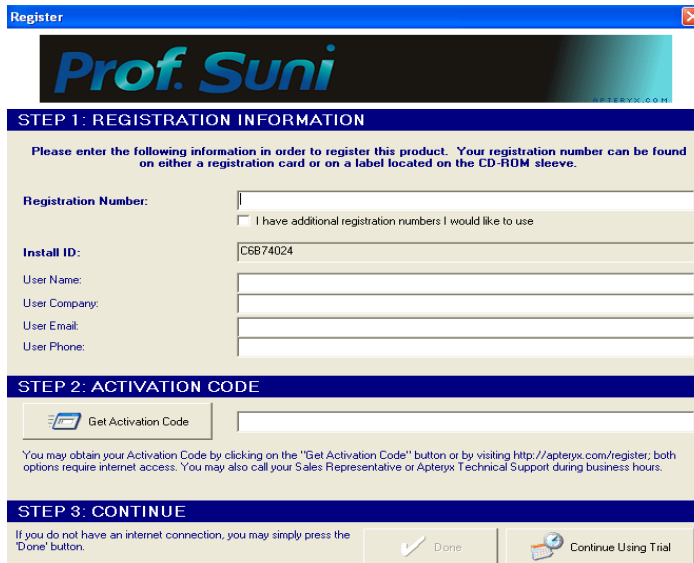 Register
Prof. Suni
APTERYX.COM
STEP 1: REGISTRATION INFORMATION
Please enter the following information in order to register this product. Your registration number can be found
on either a registration card or on a label located on the CD-ROM sleeve.
Registration Number:
I have additional registration numbers I would like to use
Install ID: C6B74024
User Name:
User Company:
User Email:
User Phone:
STEP 2: ACTIVATION CODE
Get Activation Code
You may obtain your Activation Code by clicking on the "Get Activation Code" button or by visiting http://apteryx.com/register; both
options require internet access. You may also call your Sales Representative or Apteryx Technical Support during business hours.
STEP 3: CONTINUE
If you do not have an internet connection, you may simply press the
'Done' button.
Done
Continue Using Trial